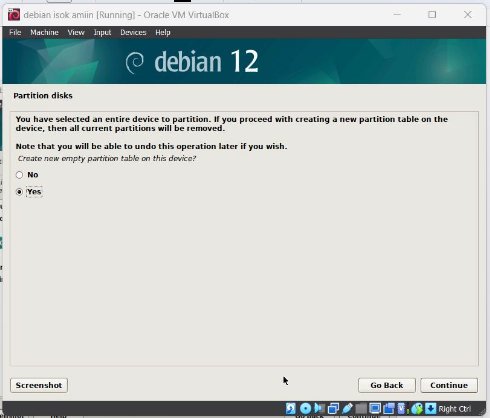 debian isok amiin [Running] - Oracle VM VirtualBox
File Machine View Input Devices Help
debian 12
Partition disks
You have selected an entire device to partition. If you proceed with creating a new partition table on the
device, then all current partitions will be removed.
Note that you will be able to undo this operation later if you wish.
Create new empty partition table on this device?
No
Yes
Screenshot Go Back Continue
Right Ctrl